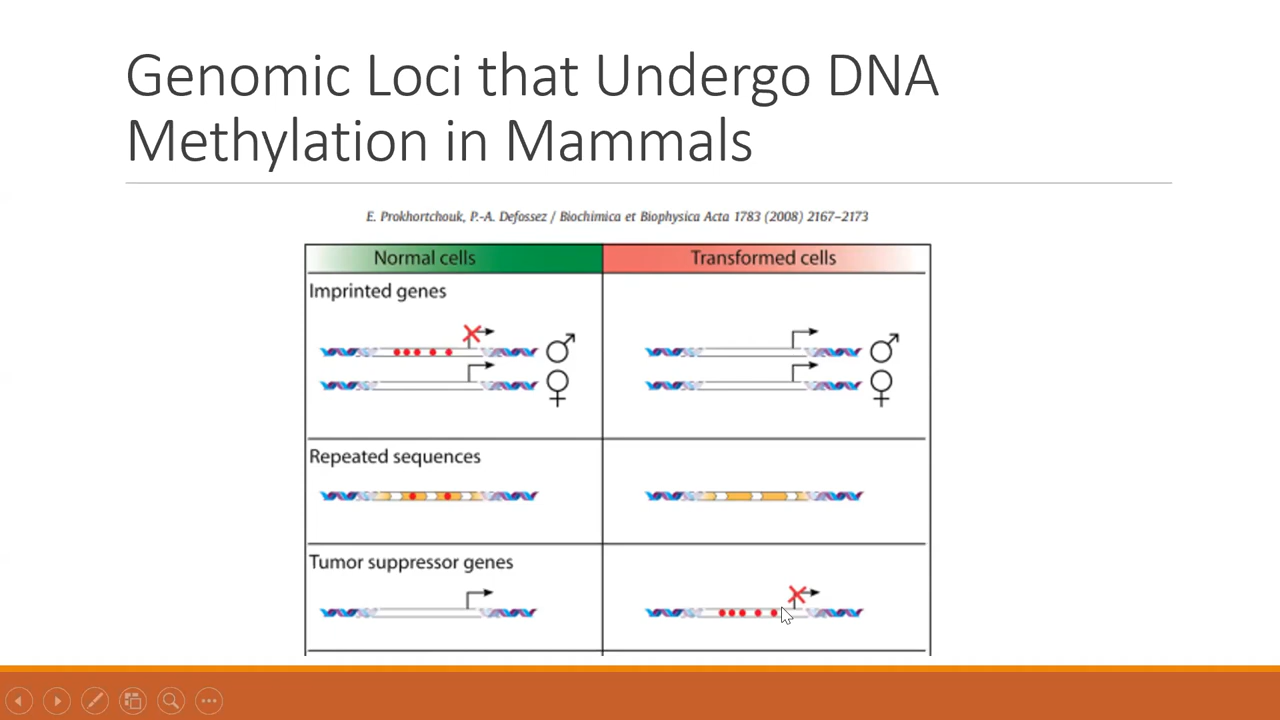 Genomic Loci that Undergo DNA
Methylation in Mammals
E. Prokhortchouk, P.-A. Defossez / Biochimica et Biophysica Acta 1783 (2008) 2167–2173
Normal cells
Transformed cells
Imprinted genes
Repeated sequences
Tumor suppressor genes